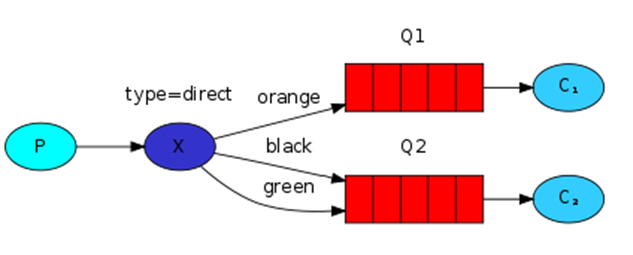 Q1
type=direct
orange
C₁
P
X
black
Q2
green
C₂